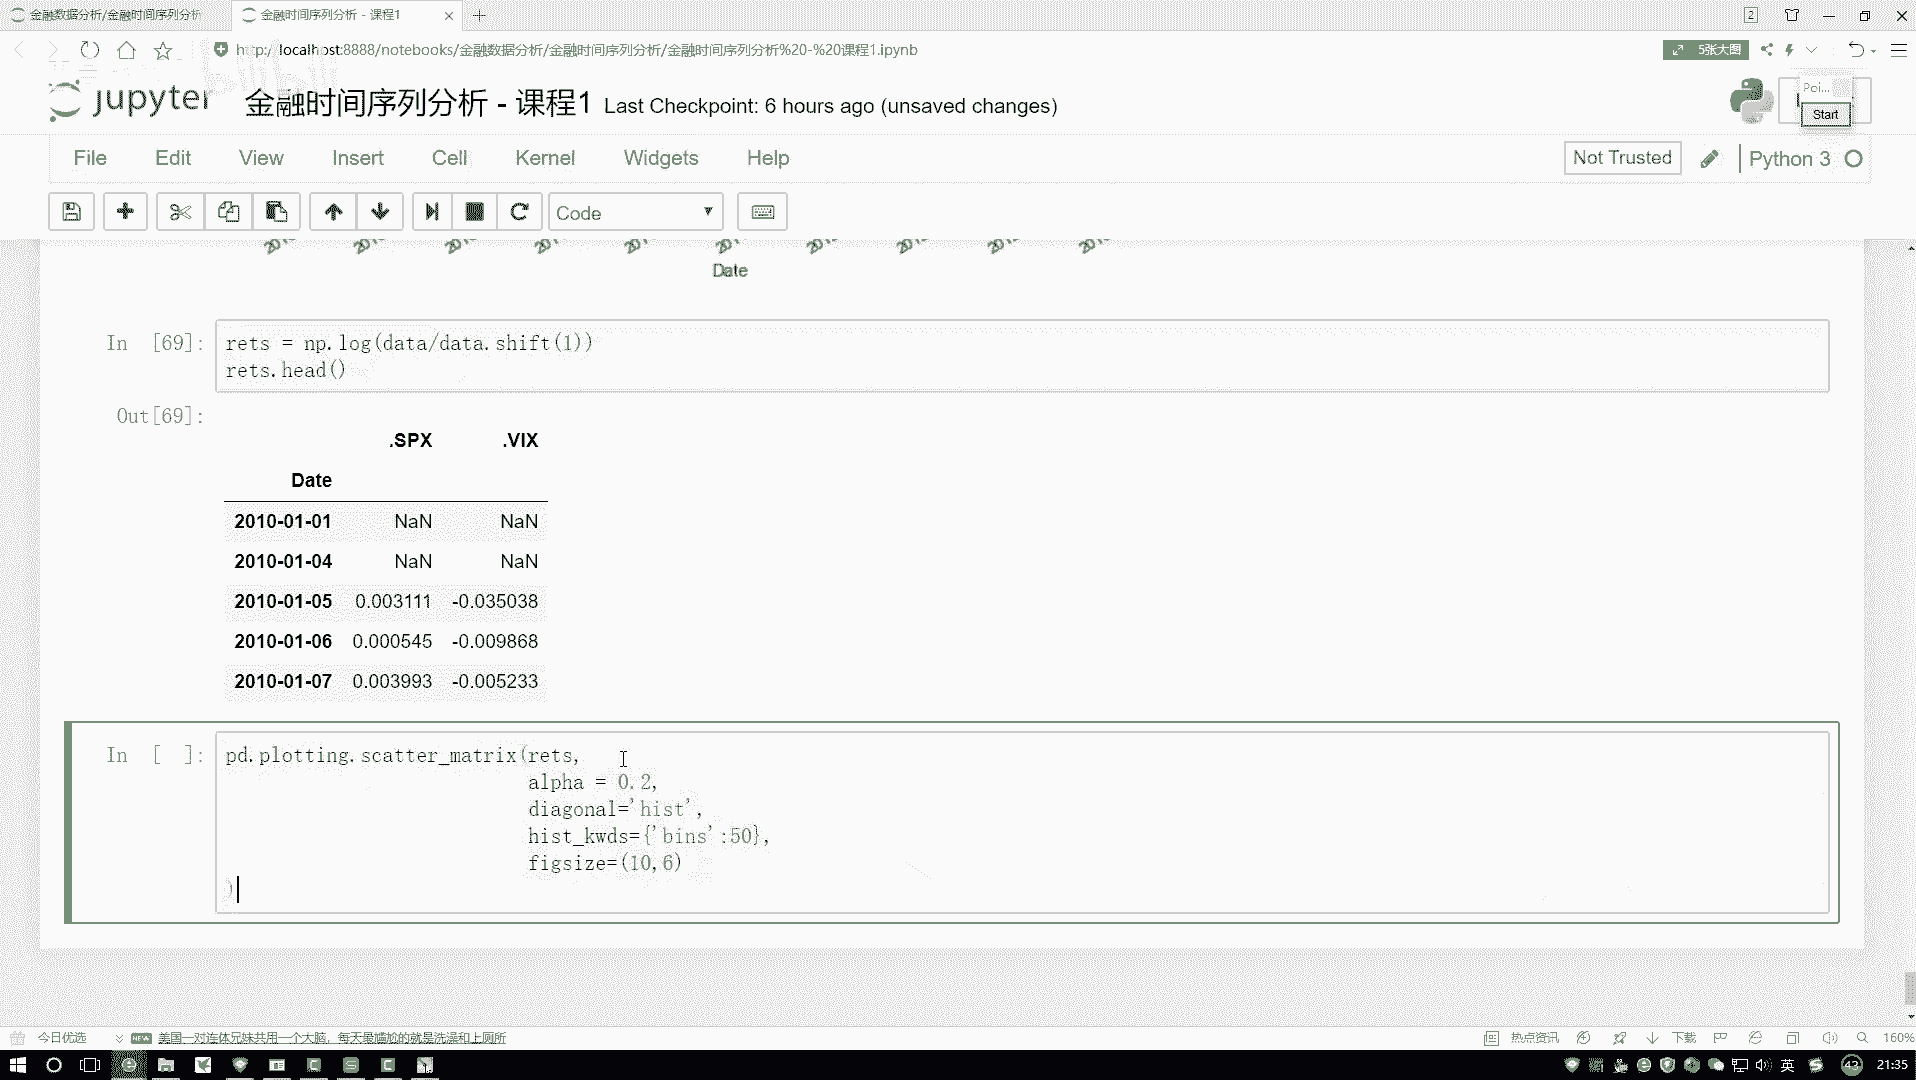 金融数据分析/金融时间序列分析
金融时间序列分析 - 课程1
2
http://localhost:8888/notebooks/金融数据分析/金融时间序列分析/金融时间序列分析%20-%20课程1.ipynb
5张大图
jupyter 金融时间序列分析 - 课程1 Last Checkpoint: 6 hours ago (unsaved changes)
Poi...
Start
File Edit View Insert Cell Kernel Widgets Help
Not Trusted
Python 3
Code
Date
In [69]:
rets = np.log(data/data.shift(1))
rets.head()
Out[69]:
.SPX .VIX
Date
2010-01-01 NaN NaN
2010-01-04 NaN NaN
2010-01-05 0.003111 -0.035038
2010-01-06 0.000545 -0.009868
2010-01-07 0.003993 -0.005233
In [ ]:
pd.plotting.scatter_matrix(rets,
alpha = 0.2,
diagonal='hist',
hist_kwds={'bins':50},
figsize=(10,6)
)
今日优选
NEW 美国一对连体兄妹共用一个大脑，每天最尴尬的就是洗澡和上厕所
热点资讯
下载
160%
英
43
21:35